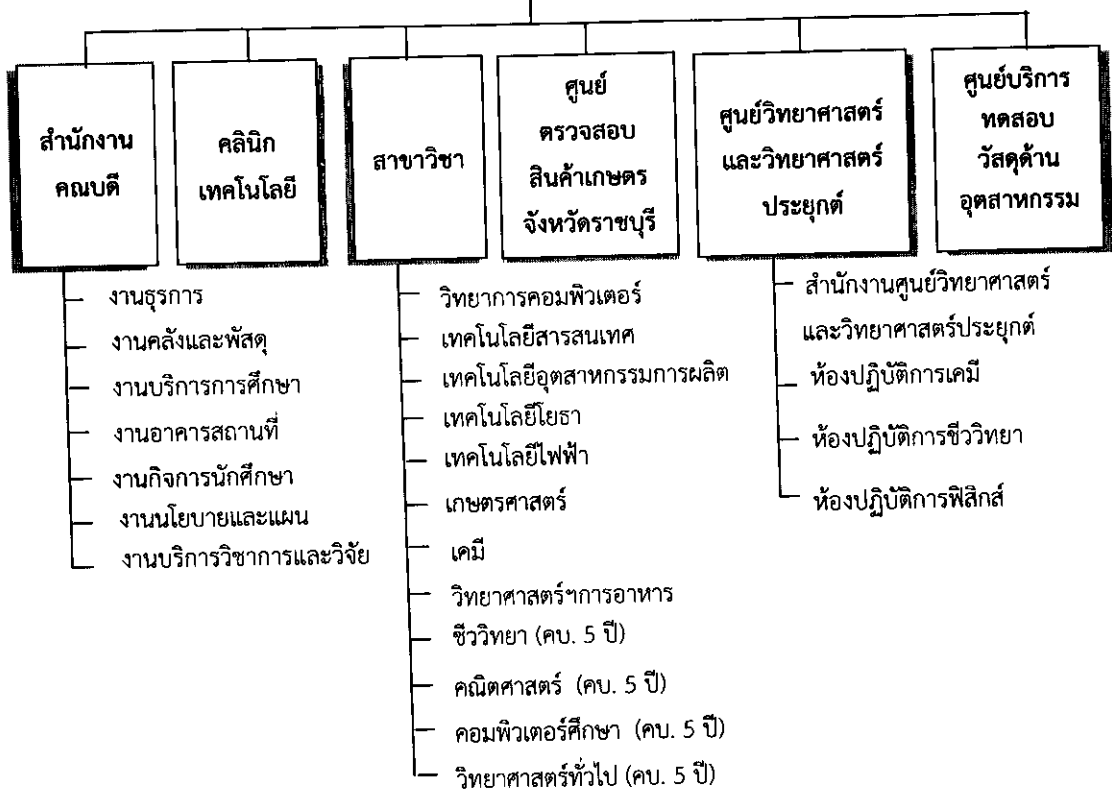 สำนักงาน
คณบดี
คลินิก
เทคโนโลยี
สาขาวิชา
ศูนย์
ตรวจสอบ
สินค้าเกษตร
จังหวัดราชบุรี
ศูนย์วิทยาศาสตร์
และวิทยาศาสตร์
ประยุกต์
ศูนย์บริการ
ทดสอบ
วัสดุด้าน
อุตสาหกรรม
งานธุรการ
งานคลังและพัสดุ
งานบริการการศึกษา
งานอาคารสถานที่
งานกิจการนักศึกษา
งานนโยบายและแผน
งานบริการวิชาการและวิจัย
วิทยาการคอมพิวเตอร์
เทคโนโลยีสารสนเทศ
เทคโนโลยีอุตสาหกรรมการผลิต
เทคโนโลยีโยธา
เทคโนโลยีไฟฟ้า
เกษตรศาสตร์
เคมี
วิทยาศาสตร์ฯการอาหาร
ชีววิทยา (คบ. 5 ปี)
คณิตศาสตร์ (คบ. 5 ปี)
คอมพิวเตอร์ศึกษา (คบ. 5 ปี)
วิทยาศาสตร์ทั่วไป (คบ. 5 ปี)
สำนักงานศูนย์วิทยาศาสตร์
และวิทยาศาสตร์ประยุกต์
ห้องปฏิบัติการเคมี
ห้องปฏิบัติการชีววิทยา
ห้องปฏิบัติการฟิสิกส์